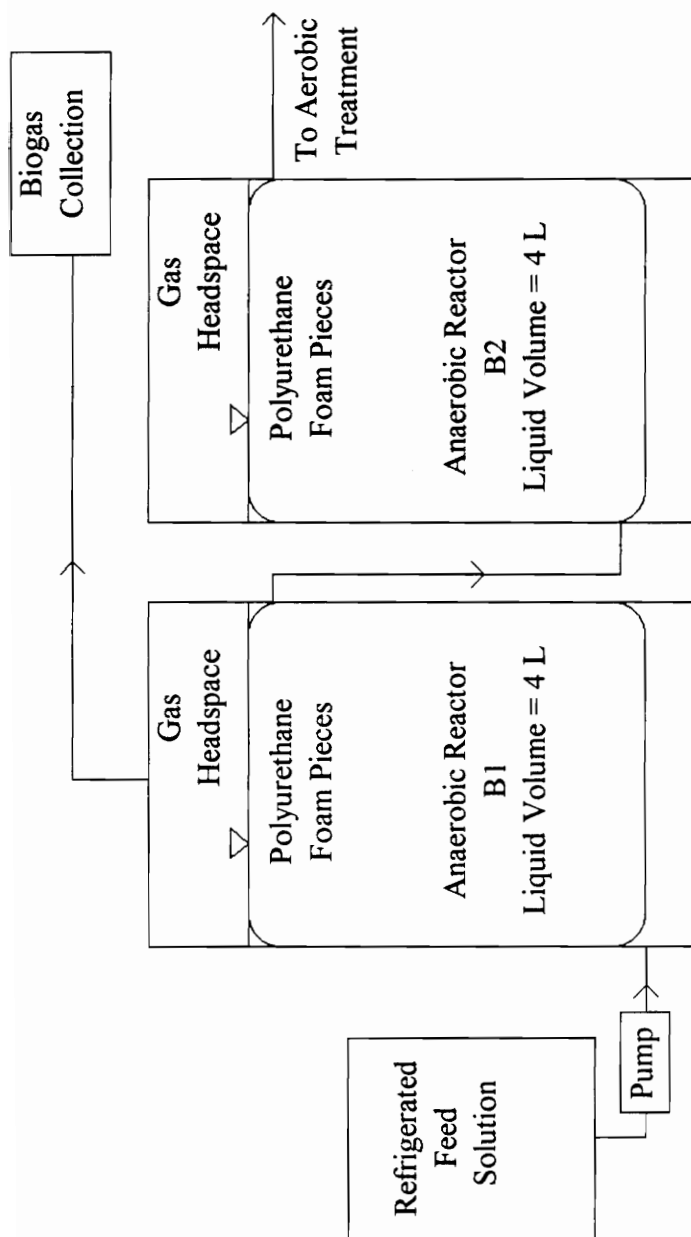 Biogas
Collection
Gas
Headspace
Polyurethane
Foam Pieces
Anaerobic Reactor
B1
Liquid Volume = 4 L
Gas
Headspace
Polyurethane
Foam Pieces
Anaerobic Reactor
B2
Liquid Volume = 4 L
To Aerobic
Treatment
Refrigerated
Feed
Solution
Pump